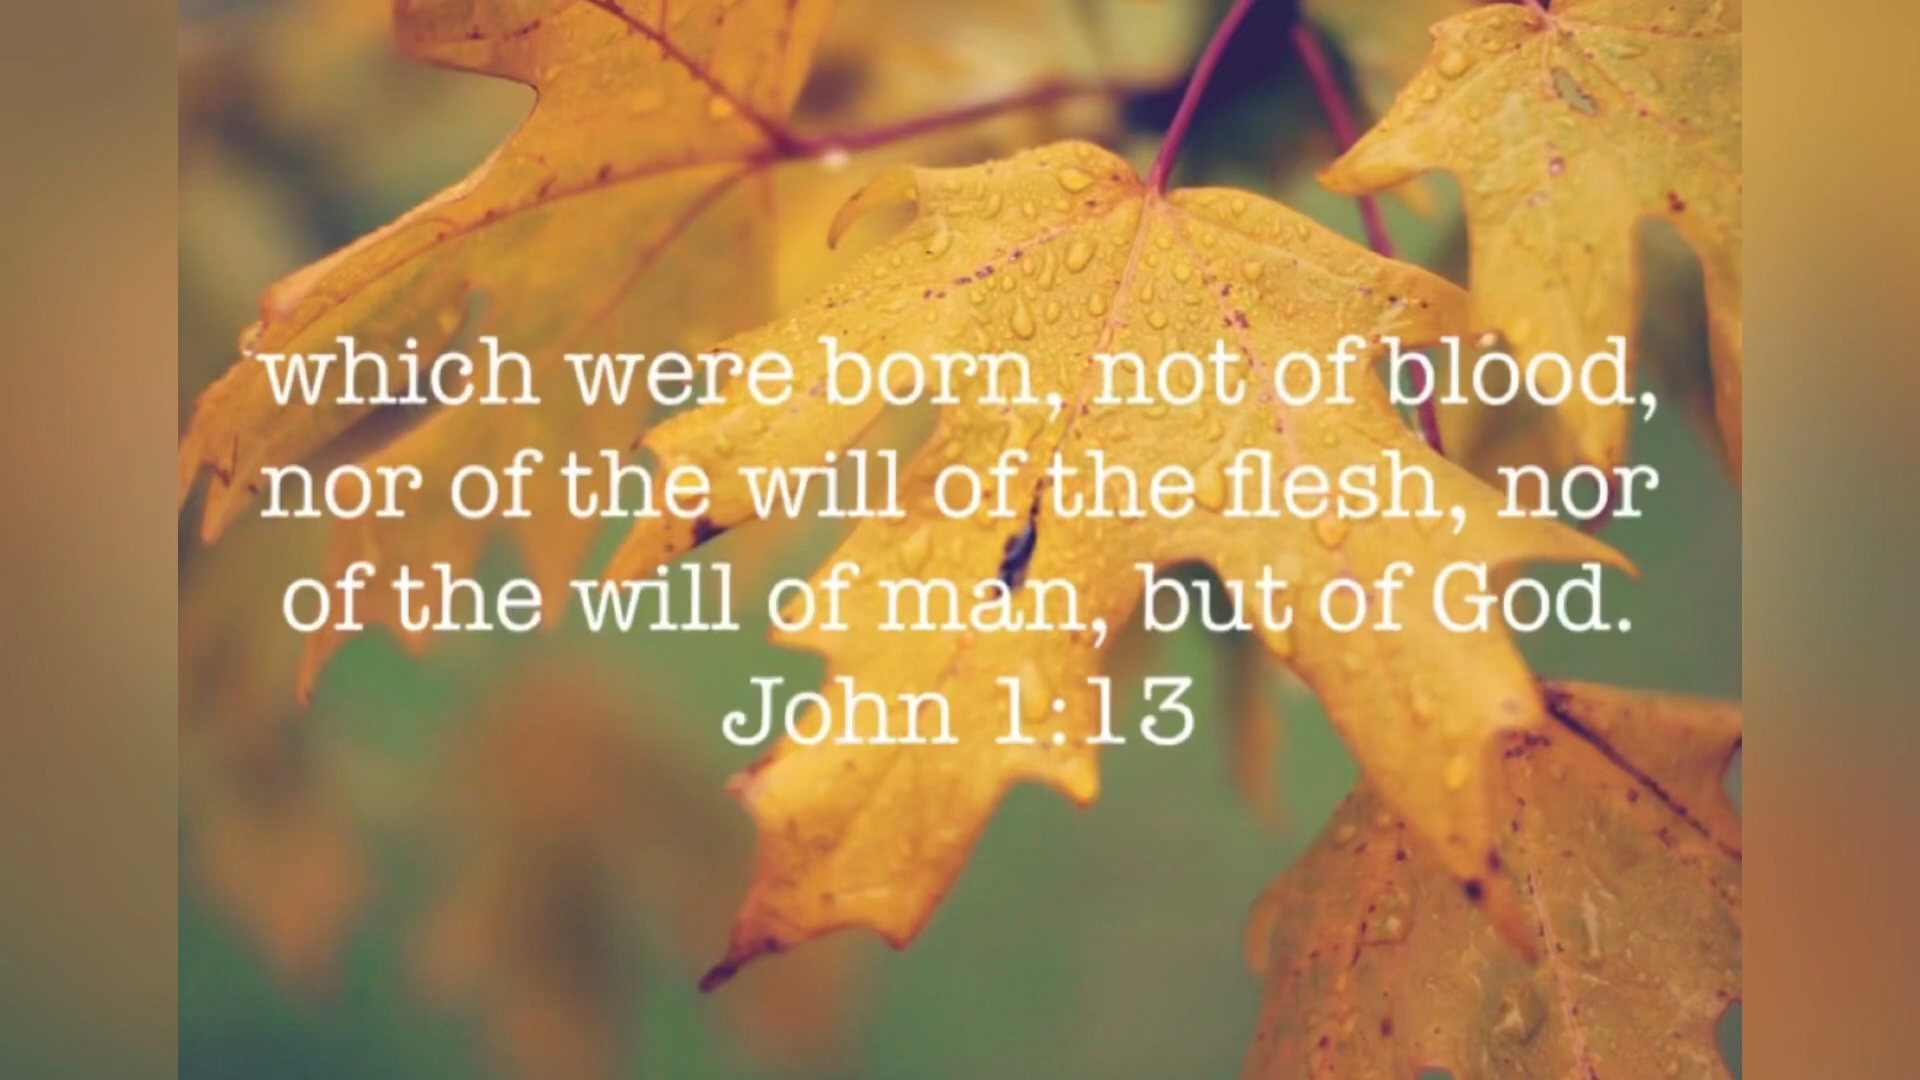 which were born, not of blood,
nor of the will of the flesh, nor
of the will of man, but of God.
John 1:13